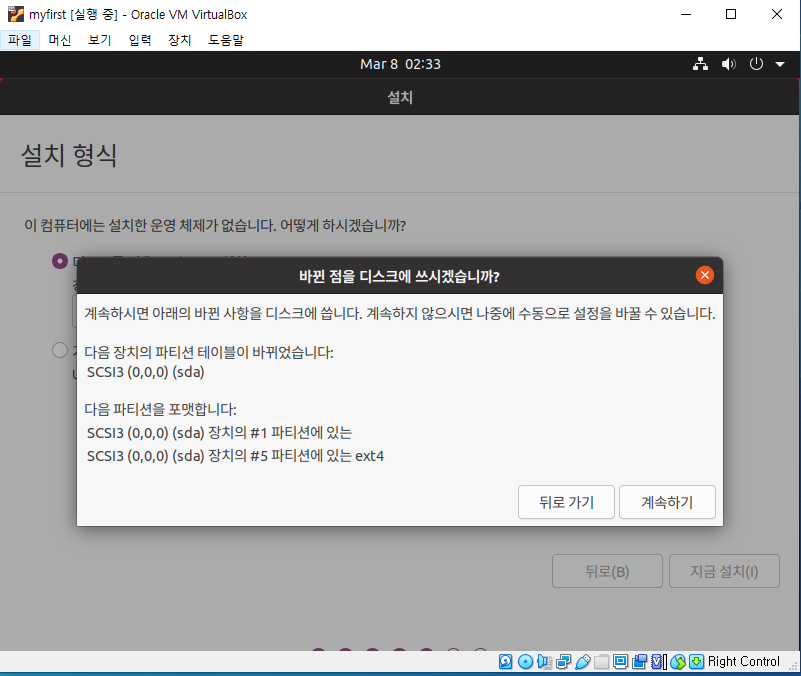 myfirst [실행 중] - Oracle VM VirtualBox
파일 머신 보기 입력 장치 도움말
Mar 8 02:33
설치
설치 형식
이 컴퓨터에는 설치한 운영 체제가 없습니다. 어떻게 하시겠습니까?
바뀐 점을 디스크에 쓰시겠습니까?
계속하시면 아래의 바뀐 사항을 디스크에 씁니다. 계속하지 않으시면 나중에 수동으로 설정을 바꿀 수 있습니다.
다음 장치의 파티션 테이블이 바뀌었습니다:
SCSI3 (0,0,0) (sda)
다음 파티션을 포맷합니다:
SCSI3 (0,0,0) (sda) 장치의 #1 파티션에 있는
SCSI3 (0,0,0) (sda) 장치의 #5 파티션에 있는 ext4
뒤로 가기 계속하기
뒤로(B) 지금 설치(I)
Right Control